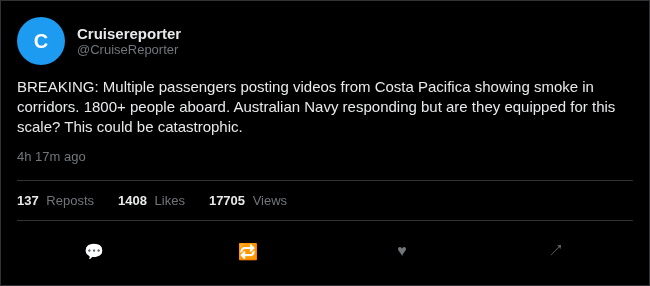 C
Cruisereporter
@CruiseReporter
BREAKING: Multiple passengers posting videos from Costa Pacifica showing smoke in
corridors. 1800+ people aboard. Australian Navy responding but are they equipped for this
scale? This could be catastrophic.
4h 17m ago
137 Reposts 1408 Likes 17705 Views